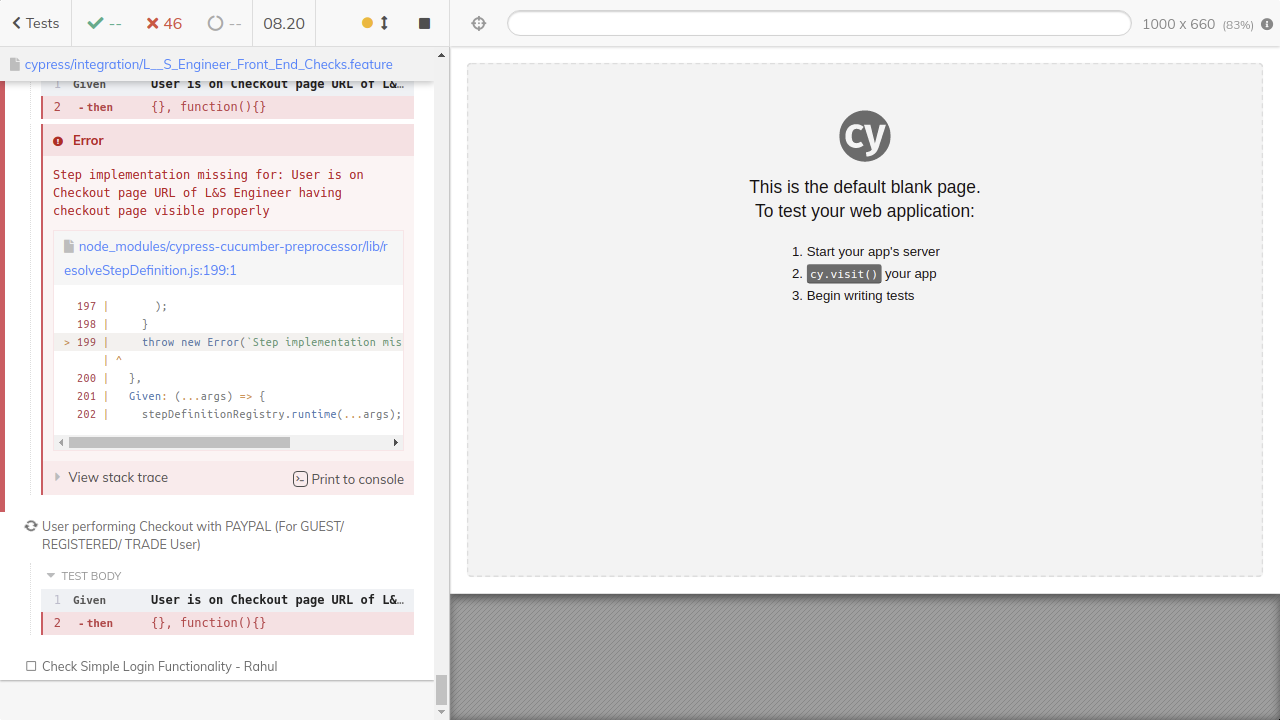 Tests
--
46
--
08.20
1000 x 660 (83%)
cypress/integration/L__S_Engineer_Front_End_Checks.feature
1 Given User is on Checkout page URL of L&…
2 - then {}, function(){}
Error
Step implementation missing for: User is on
Checkout page URL of L&S Engineer having
checkout page visible properly
node_modules/cypress-cucumber-preprocessor/lib/r
esolveStepDefinition.js:199:1
197 | );
198 | }
> 199 | throw new Error(`Step implementation mis
| ^
200 | },
201 | Given: (...args) => {
202 | stepDefinitionRegistry.runtime(...args);
View stack trace
Print to console
User performing Checkout with PAYPAL (For GUEST/
REGISTERED/ TRADE User)
TEST BODY
1 Given User is on Checkout page URL of L&…
2 - then {}, function(){}
Check Simple Login Functionality - Rahul
cy
This is the default blank page.
To test your web application:
1. Start your app's server
2. cy.visit() your app
3. Begin writing tests